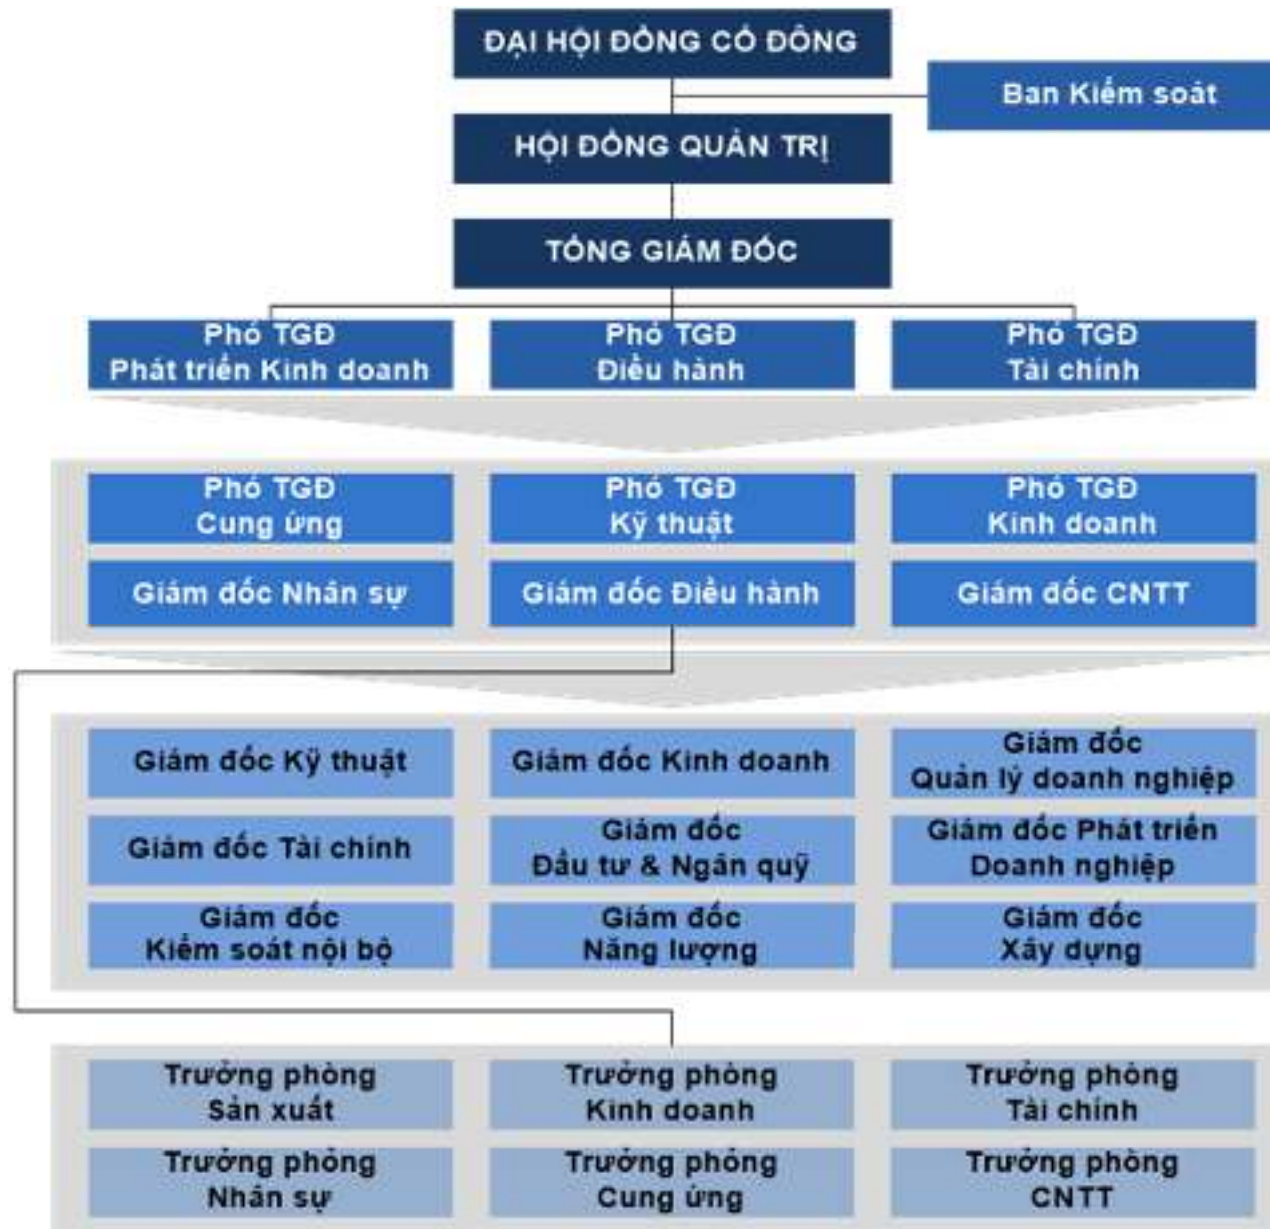 ĐẠI HỘI ĐỒNG CỔ ĐÔNG
Ban Kiểm soát
HỘI ĐỒNG QUẢN TRỊ
TỔNG GIÁM ĐỐC
Phó TGĐ
Phát triển Kinh doanh
Phó TGĐ
Điều hành
Phó TGĐ
Tài chính
Phó TGĐ
Cung ứng
Phó TGĐ
Kỹ thuật
Phó TGĐ
Kinh doanh
Giám đốc Nhân sự
Giám đốc Điều hành
Giám đốc CNTT
Giám đốc Kỹ thuật
Giám đốc Kinh doanh
Giám đốc
Quản lý doanh nghiệp
Giám đốc Tài chính
Giám đốc
Đầu tư & Ngân quỹ
Giám đốc Phát triển
Doanh nghiệp
Giám đốc
Kiểm soát nội bộ
Giám đốc
Năng lượng
Giám đốc
Xây dựng
Trưởng phòng
Sản xuất
Trưởng phòng
Kinh doanh
Trưởng phòng
Tài chính
Trưởng phòng
Nhân sự
Trưởng phòng
Cung ứng
Trưởng phòng
CNTT